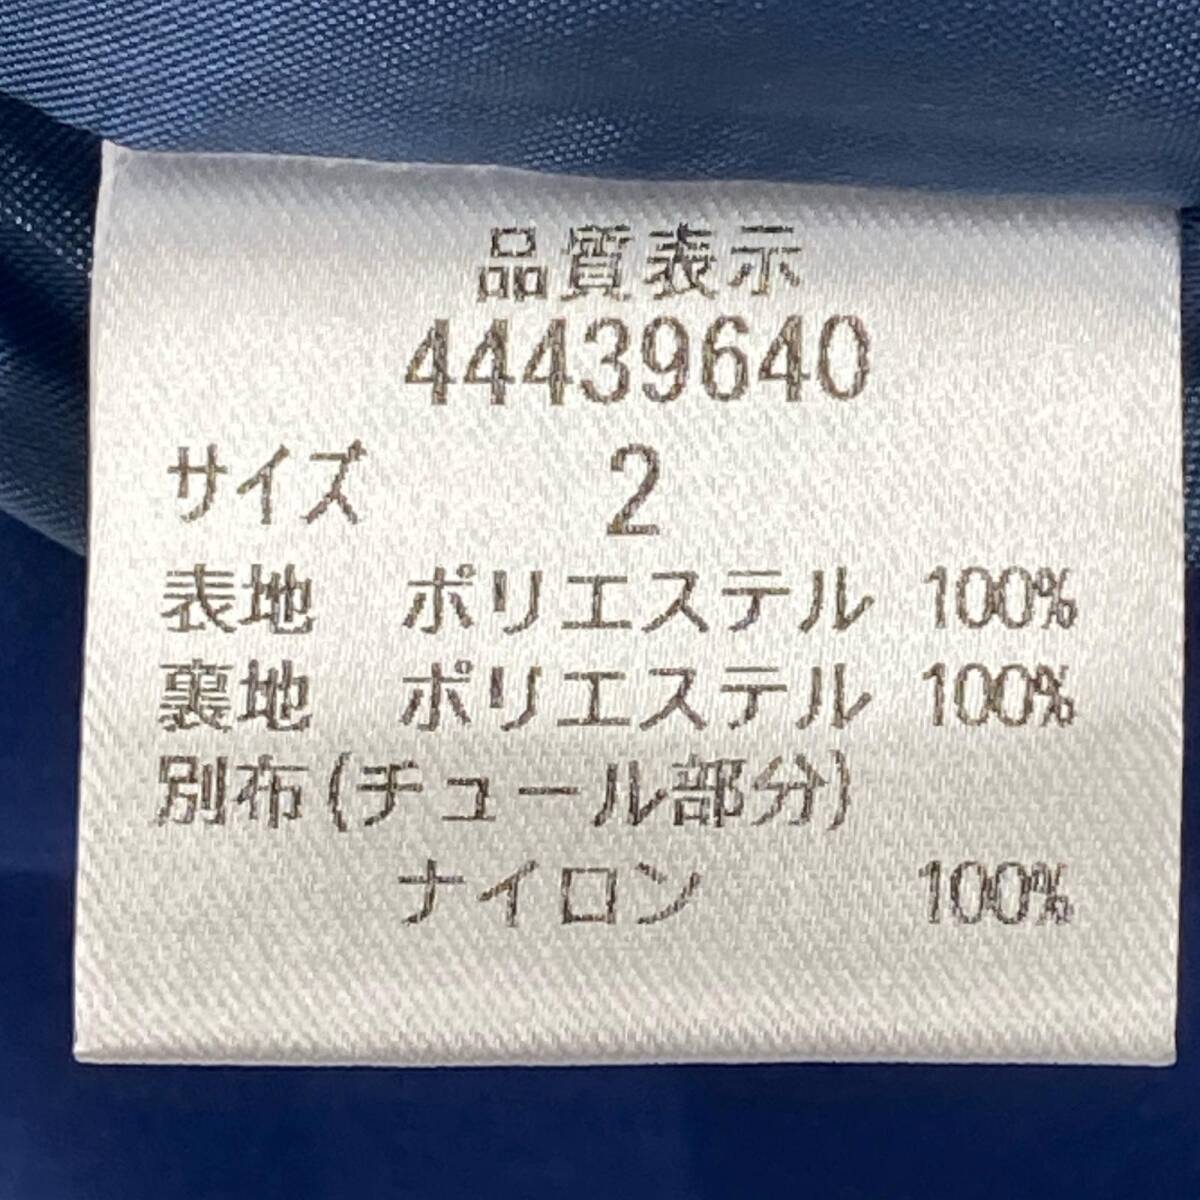 品質表示
44439640
サイズ 2
表地 ポリエステル 100%
裏地 ポリエステル 100%
別布(チュール部分)
ナイロン 100%